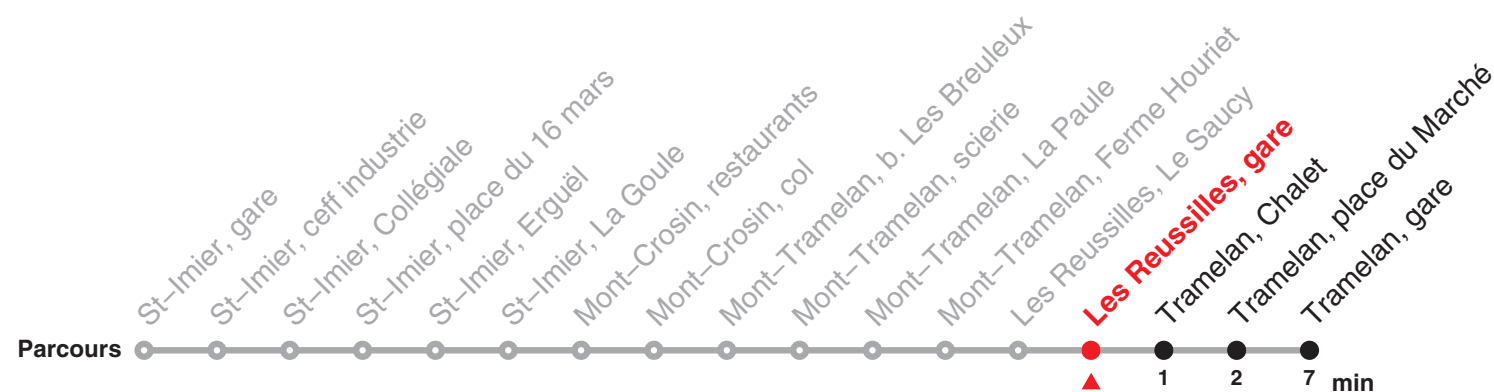 St–Imier, gare
St–Imier, ceff industrie
St–Imier, Collégiale
St–Imier, place du 16 mars
St–Imier, Erguël
St–Imier, La Goule
Mont–Crosin, restaurants
Mont–Crosin, col
Mont–Tramelan, b. Les Breuleux
Mont–Tramelan, scierie
Mont–Tramelan, La Paule
Mont–Tramelan, Ferme Houriet
Les Reussilles, Le Saucy
Les Reussilles, gare
Tramelan, Chalet
Tramelan, place du Marché
Tramelan, gare
Parcours
1 2 7 min